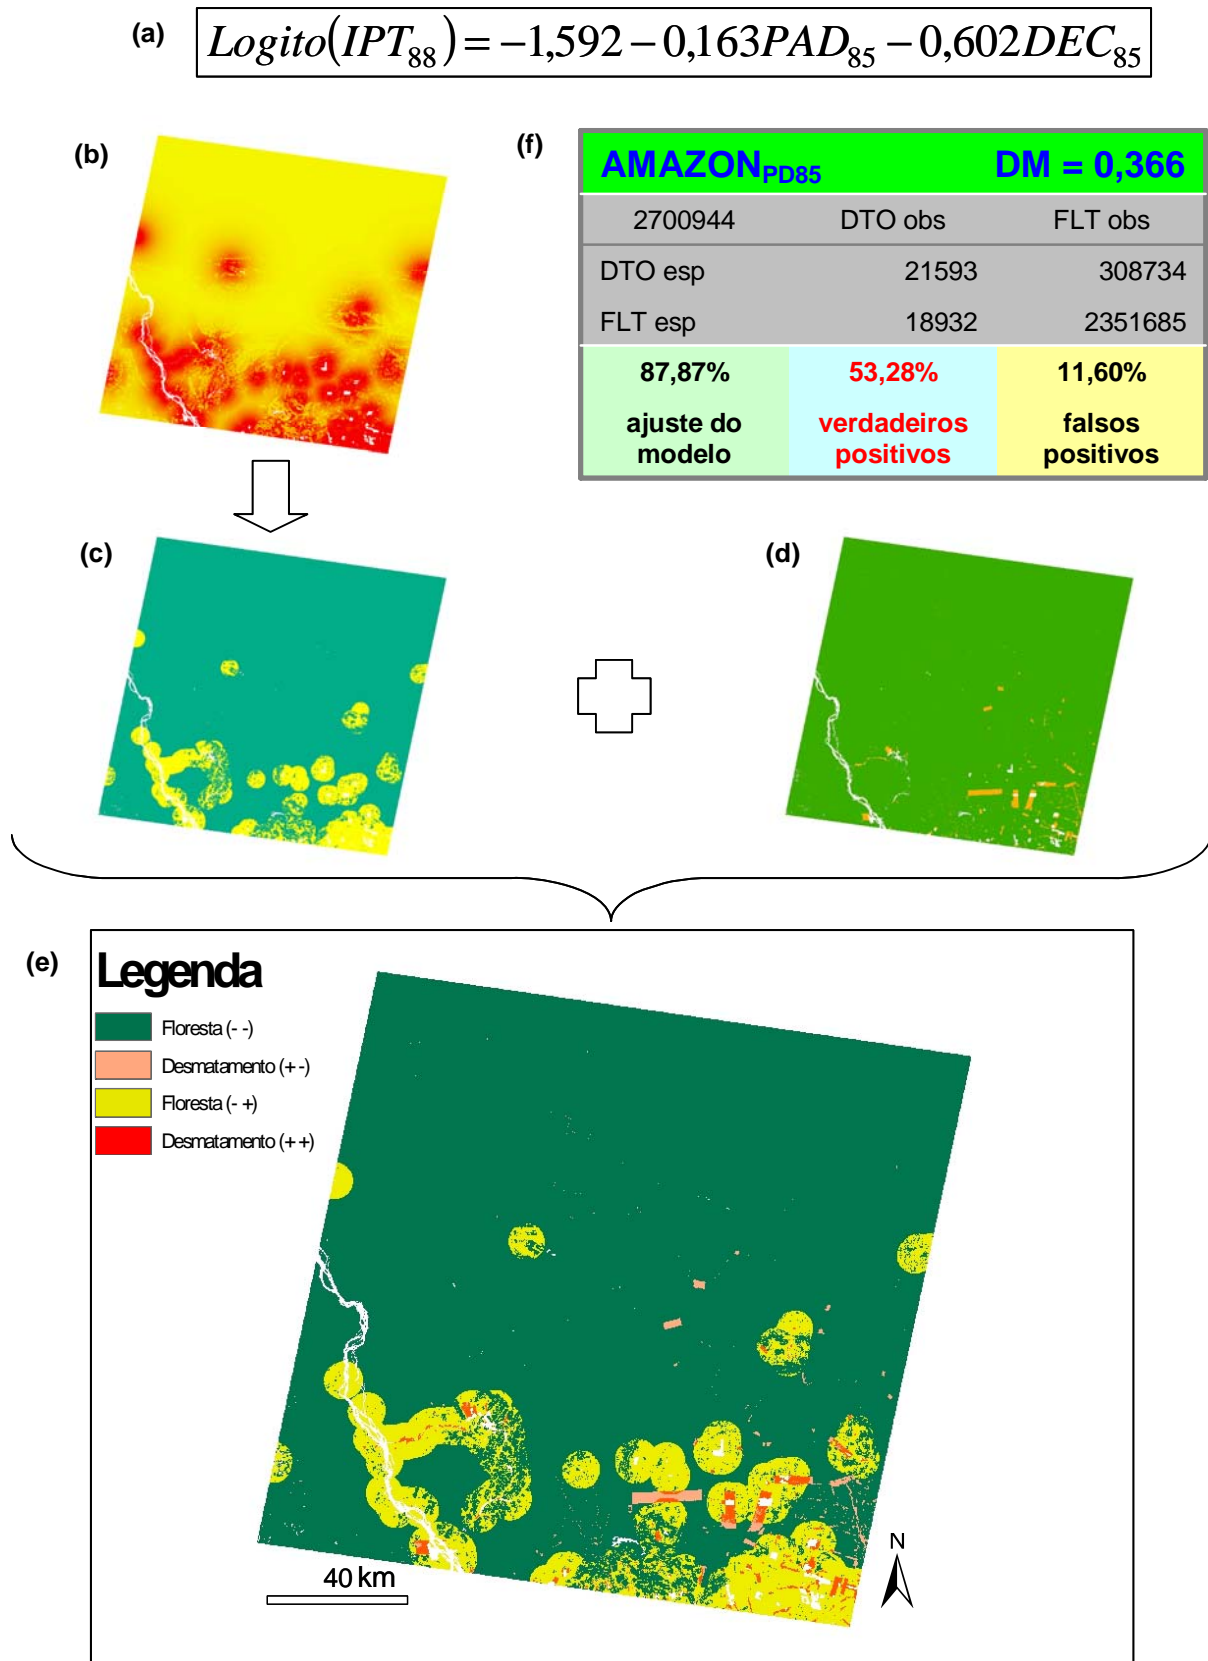 (a) Logito(IPT88) = −1,592 − 0,163PAD85 − 0,602DEC85
(b)
(f)
AMAZONPD85 DM = 0,366
2700944 DTO obs FLT obs
DTO esp 21593 308734
FLT esp 18932 2351685
87,87% 53,28% 11,60%
ajuste do verdadeiros falsos
modelo positivos positivos
(c)
(d)
(e)
Legenda
Floresta (- -)
Desmatamento (+ -)
Floresta (- +)
Desmatamento (+ +)
N
40 km